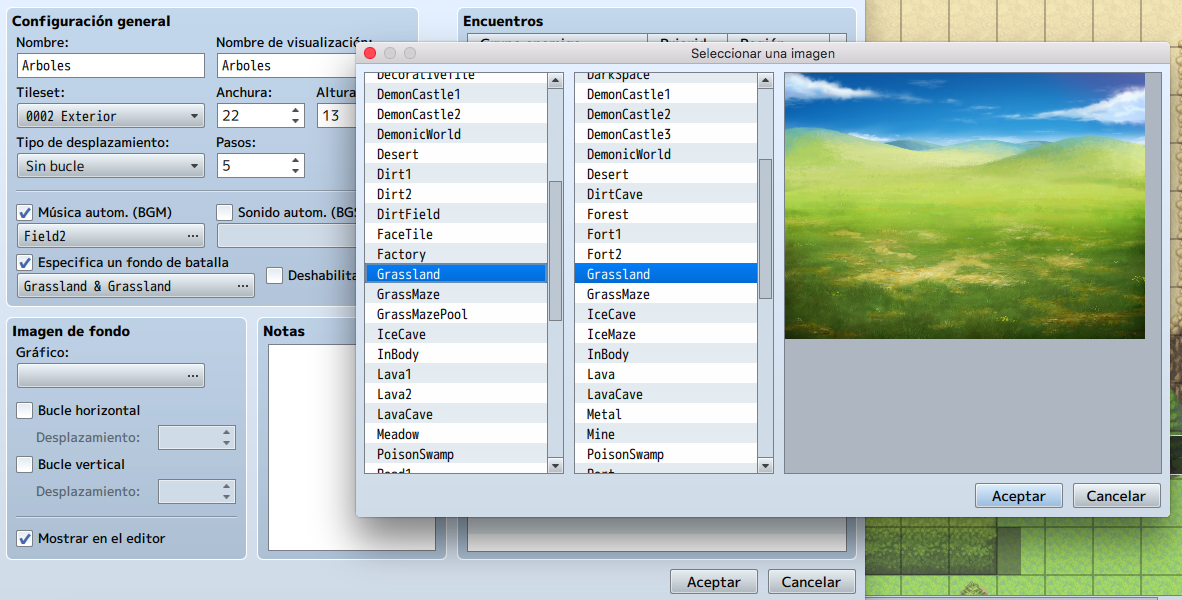 Configuración general
Nombre:
Nombre de visualización:
Arboles
Arboles
Tileset:
Anchura:
Altura
0002 Exterior
22
13
Tipo de desplazamiento:
Pasos:
Sin bucle
5
Música autom. (BGM)
Sonido autom. (BGS
Field2
...
Especifica un fondo de batalla
Grassland & Grassland
...
Deshabilita
Imagen de fondo
Gráfico:
...
Bucle horizontal
Desplazamiento:
Bucle vertical
Desplazamiento:
Mostrar en el editor
Notas
Encuentros
Seleccionar una imagen
DecorativeTile
DemonCastle1
DemonCastle2
DemonicWorld
Desert
Dirt1
Dirt2
DirtField
FaceTile
Factory
Grassland
GrassMaze
GrassMazePool
IceCave
InBody
Lava1
Lava2
LavaCave
Meadow
PoisonSwamp
Road1
DarkSpace
DemonCastle1
DemonCastle2
DemonCastle3
DemonicWorld
Desert
DirtCave
Forest
Fort1
Fort2
Grassland
GrassMaze
IceCave
IceMaze
InBody
Lava
LavaCave
Metal
Mine
PoisonSwamp
Port
Aceptar
Cancelar
Aceptar
Cancelar